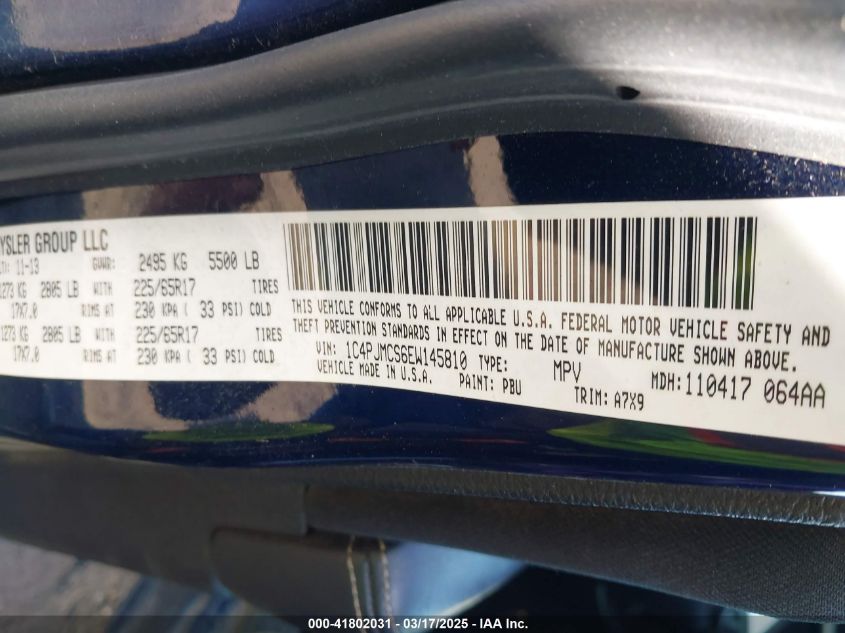 YSLER GROUP LLC
11-13 GVWR: 2495 KG 5500 LB
1273 KG 2805 LB WITH 225/65R17 TIRES
17X7.0 RIMS AT 230 KPA ( 33 PSI) COLD
1273 KG 2805 LB WITH 225/65R17 TIRES
17X7.0 RIMS AT 230 KPA ( 33 PSI) COLD
THIS VEHICLE CONFORMS TO ALL APPLICABLE U.S.A. FEDERAL MOTOR VEHICLE SAFETY AND
THEFT PREVENTION STANDARDS IN EFFECT ON THE DATE OF MANUFACTURE SHOWN ABOVE.
VIN: 1C4PJMCS6EW145810 TYPE: MPV MDH:110417 064AA
VEHICLE MADE IN U.S.A. PAINT: PBU TRIM: A7X9
000-41802031 — 03/17/2025 — IAA Inc.